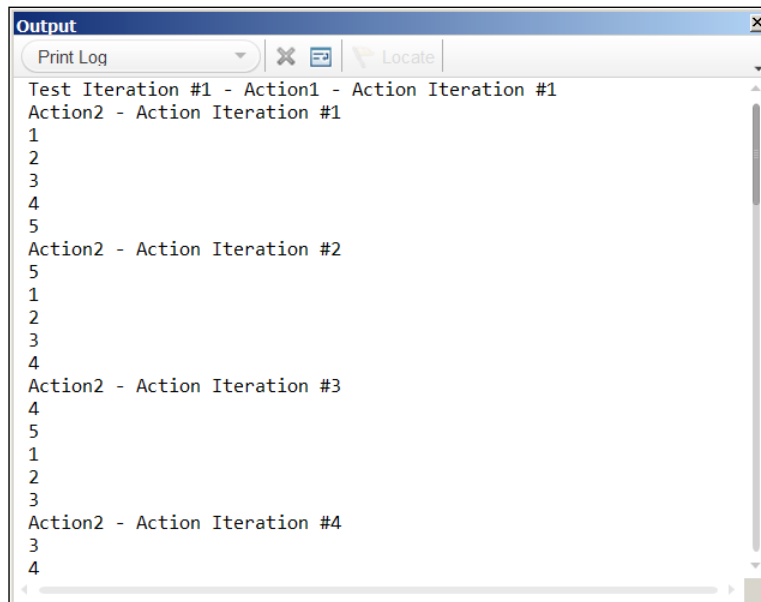 Output
Print Log
Locate
Test Iteration #1 - Action1 - Action Iteration #1
Action2 - Action Iteration #1
1
2
3
4
5
Action2 - Action Iteration #2
5
1
2
3
4
Action2 - Action Iteration #3
4
5
1
2
3
Action2 - Action Iteration #4
3
4